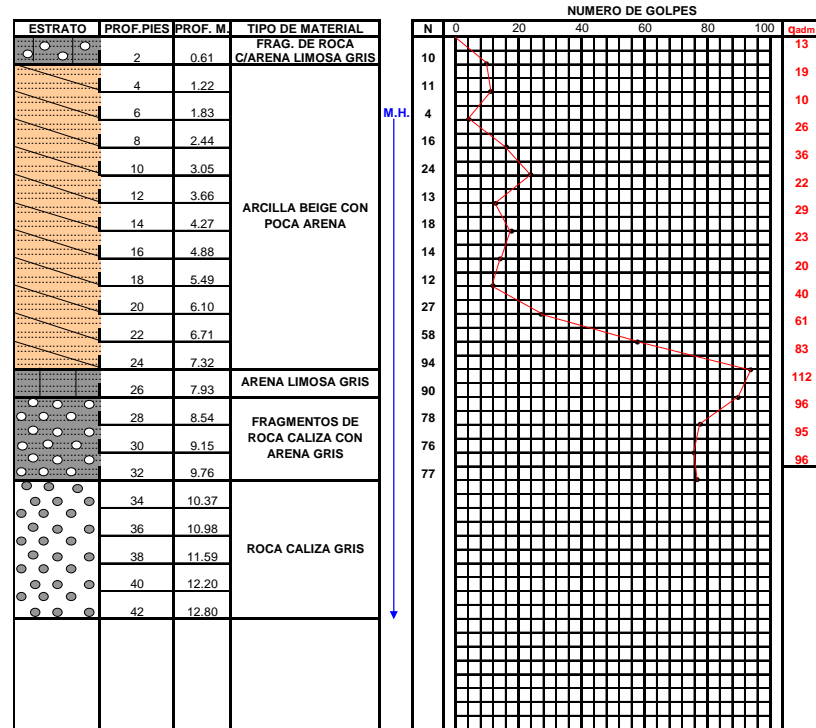 NUMERO DE GOLPES
ESTRATO PROF.PIES PROF. M. TIPO DE MATERIAL N 0 20 40 60 80 100 qadm
FRAG. DE ROCA
C/ARENA LIMOSA GRIS
2 0.61 10 13
4 1.22 11 19
6 1.83 M.H. 4 10
8 2.44 16 26
10 3.05 24 36
12 3.66 13 22
ARCILLA BEIGE CON
POCA ARENA
14 4.27 18 29
16 4.88 14 23
18 5.49 12 20
20 6.10 27 40
22 6.71 58 61
24 7.32 94 83
26 7.93 ARENA LIMOSA GRIS 90 112
28 8.54 78 96
FRAGMENTOS DE
ROCA CALIZA CON
ARENA GRIS
30 9.15 76 95
32 9.76 77 96
34 10.37
36 10.98
38 11.59 ROCA CALIZA GRIS
40 12.20
42 12.80